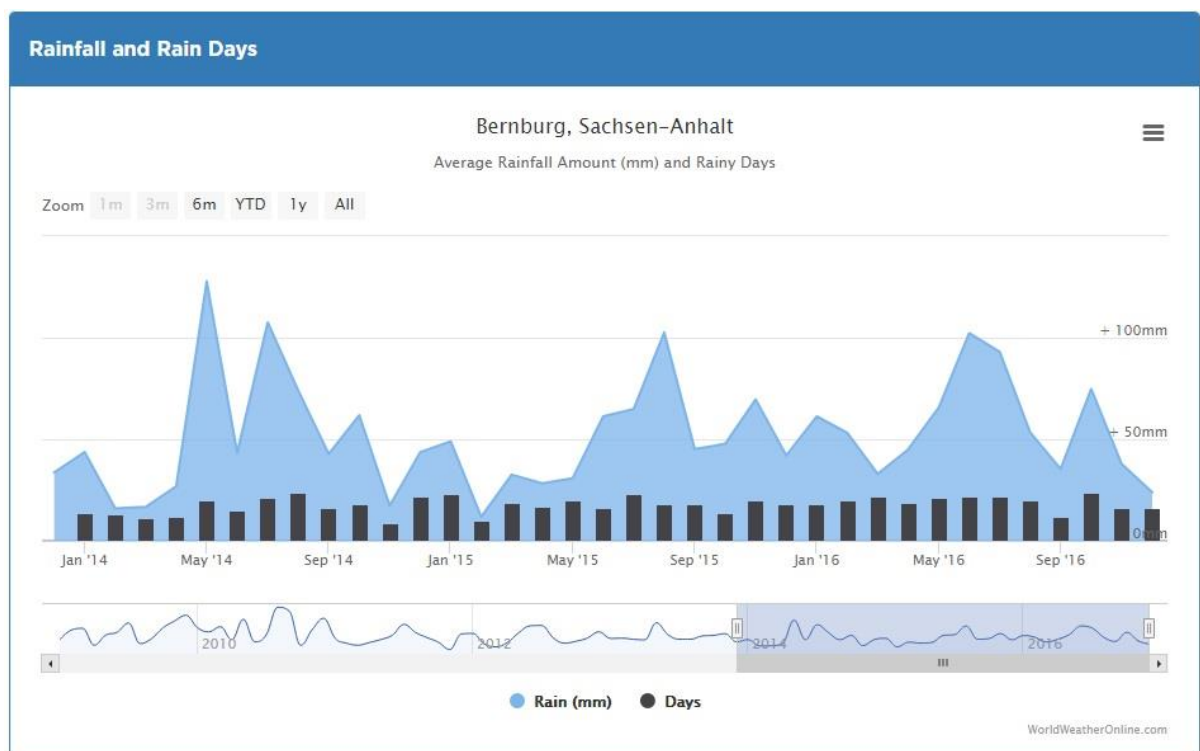 Rainfall and Rain Days
Bernburg, Sachsen-Anhalt
Average Rainfall Amount (mm) and Rainy Days
Zoom 1m 3m 6m YTD 1y All
+ 100mm
+ 50mm
0mm
Jan '14 May '14 Sep '14 Jan '15 May '15 Sep '15 Jan '16 May '16 Sep '16
2010 2012 2014 2016
Rain (mm) Days
WorldWeatherOnline.com